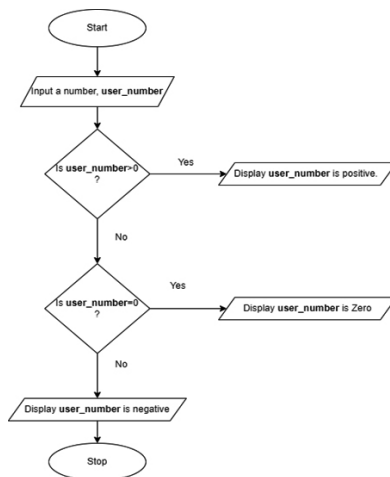 Start
Input a number, user_number
Is user_number>0
?
Yes
Display user_number is positive.
No
Is user_number=0
?
Yes
Display user_number is Zero
No
Display user_number is negative
Stop